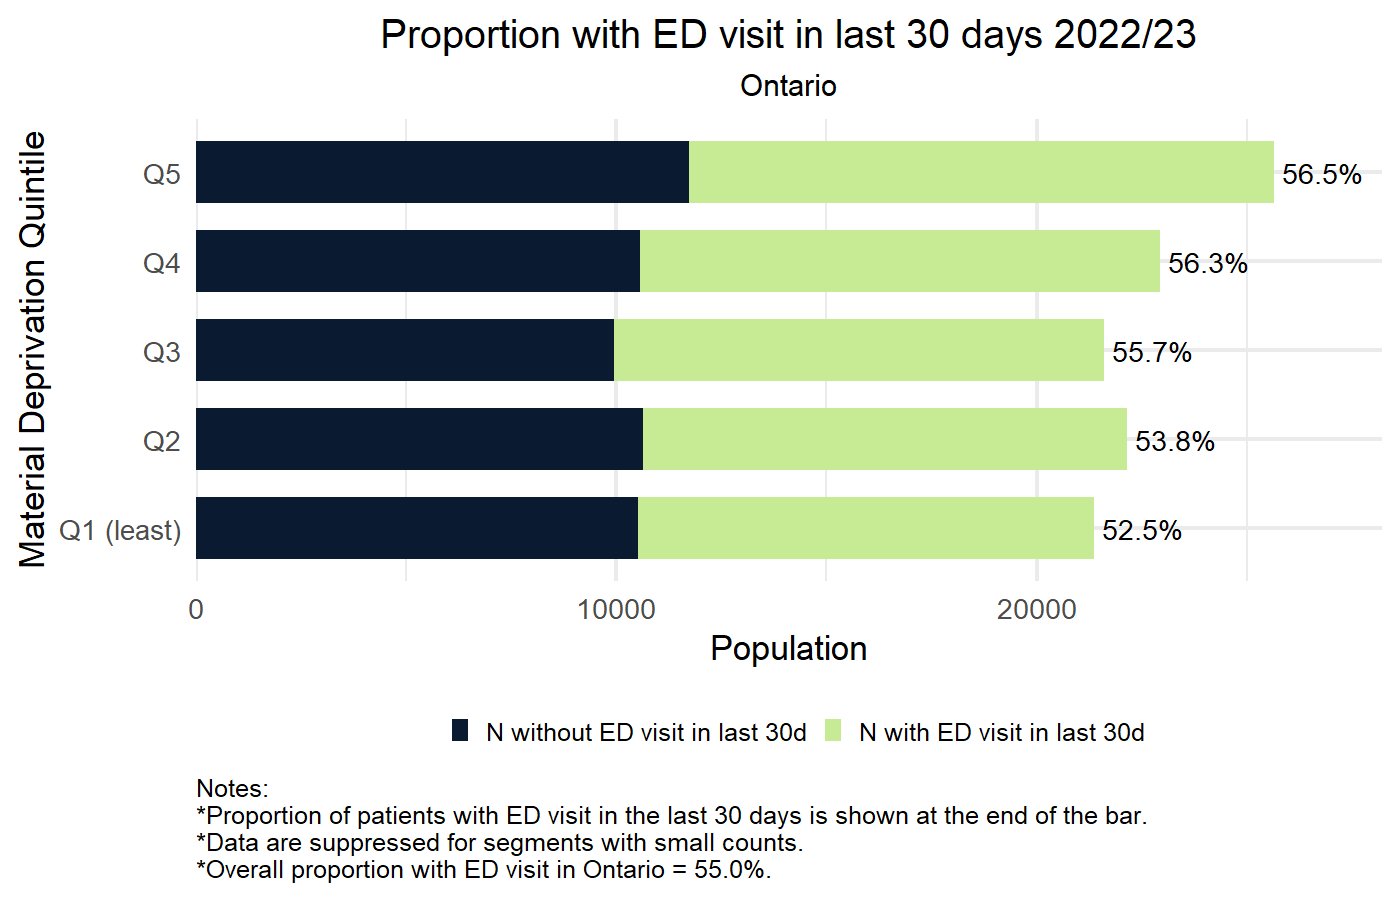 Proportion with ED visit in last 30 days 2022/23
Ontario
Material Deprivation Quintile
Q5
56.5%
Q4
56.3%
Q3
55.7%
Q2
53.8%
Q1 (least)
52.5%
0
10000
20000
Population
N without ED visit in last 30d
N with ED visit in last 30d
Notes:
*Proportion of patients with ED visit in the last 30 days is shown at the end of the bar.
*Data are suppressed for segments with small counts.
*Overall proportion with ED visit in Ontario = 55.0%.